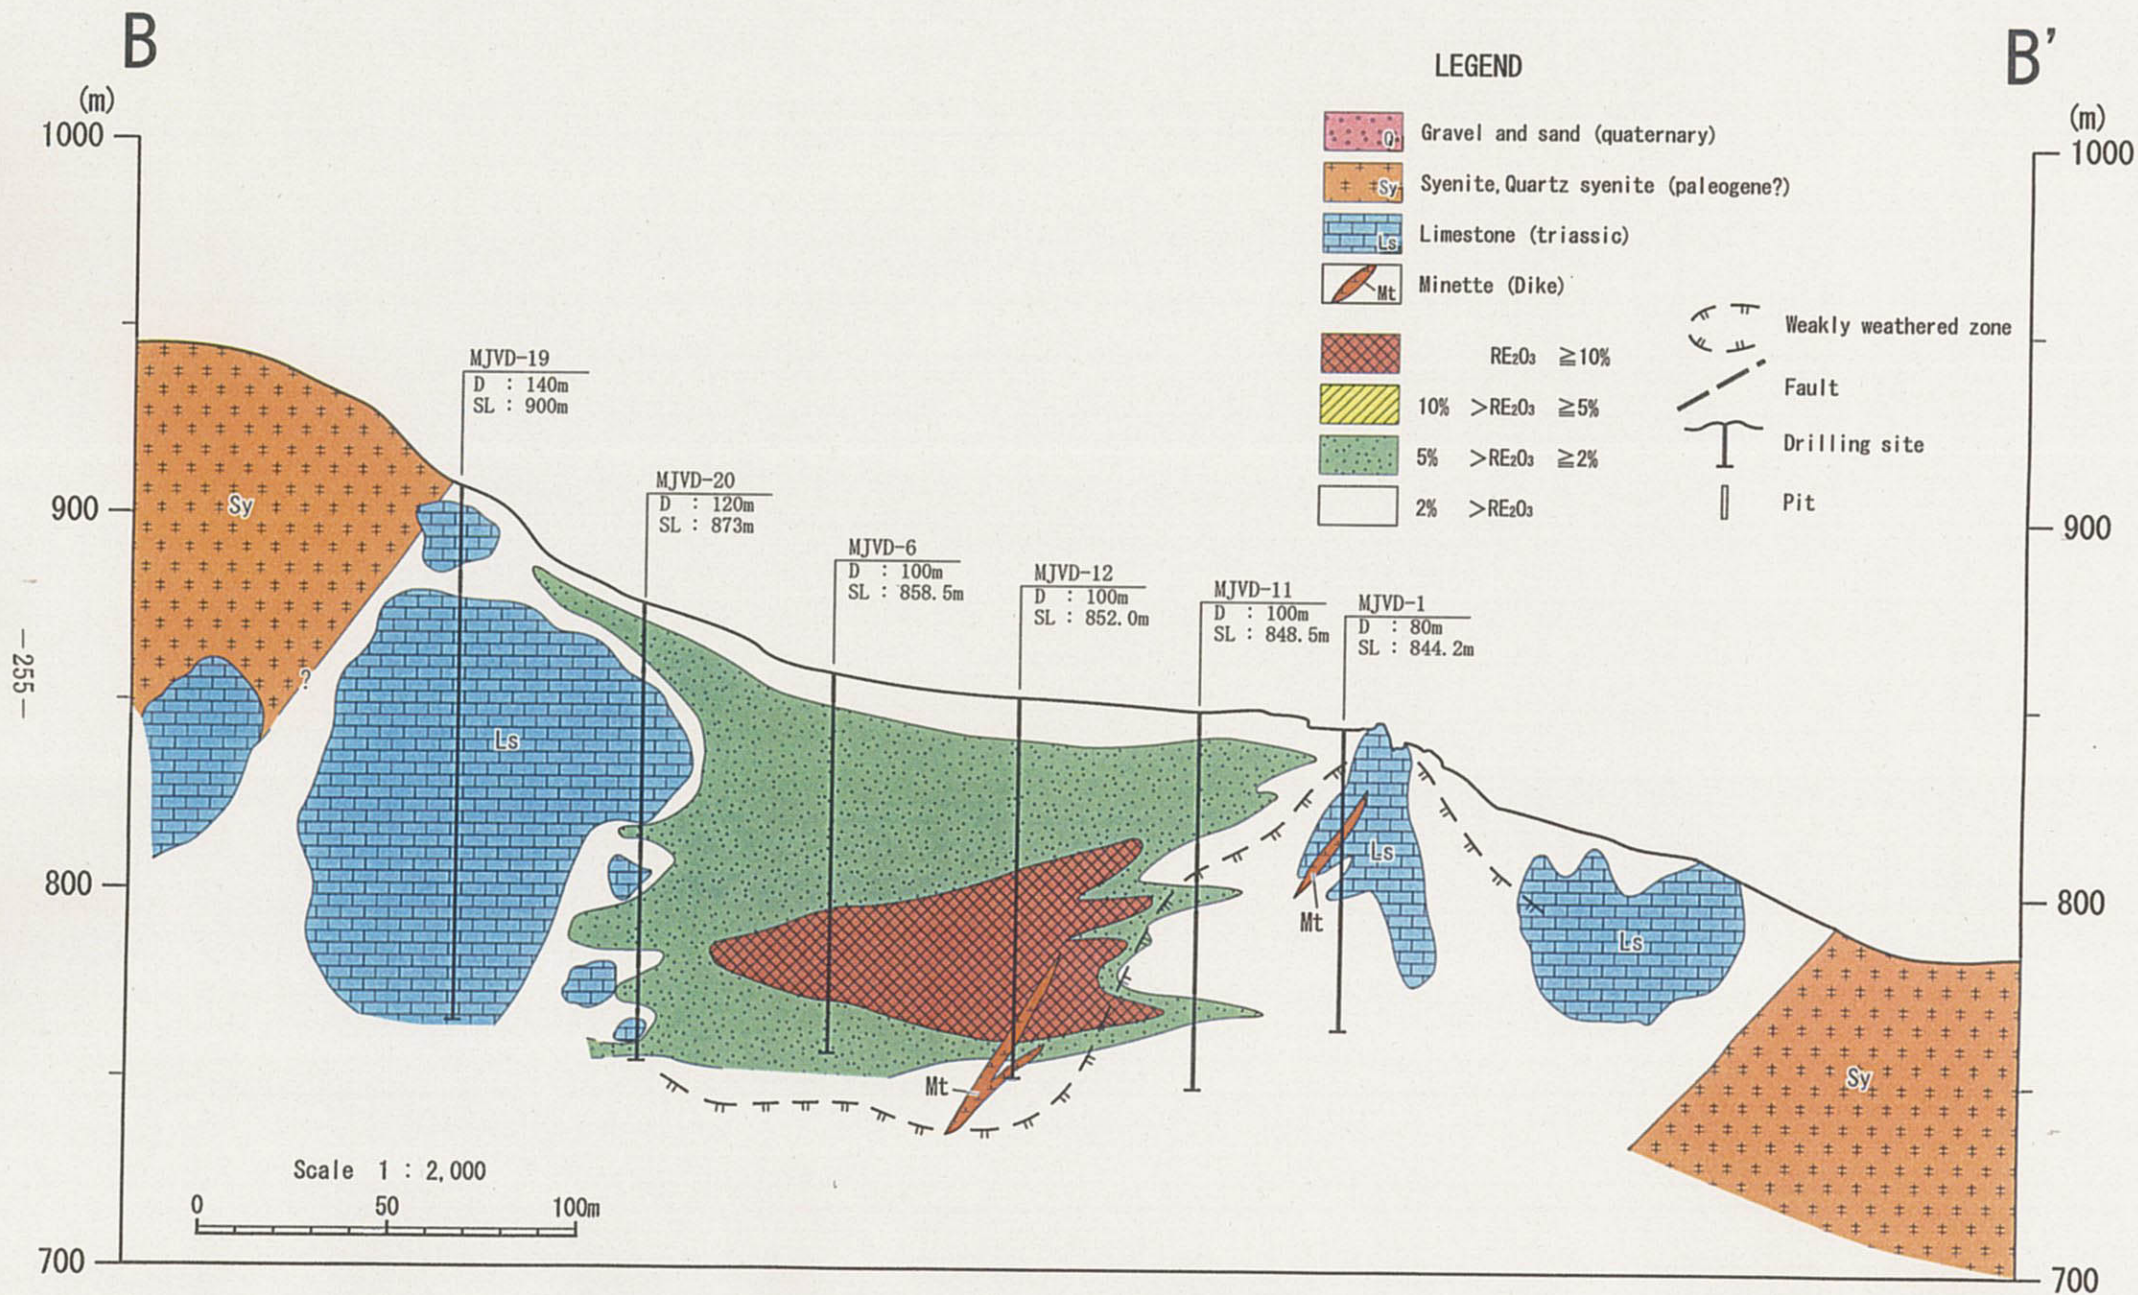 B
B'
(m)
1000
900
800
700
(m)
1000
900
800
700
LEGEND
Q
Gravel and sand (quaternary)
Sy
Syenite, Quartz syenite (paleogene?)
Ls
Limestone (triassic)
Mt
Minette (Dike)
RE₂O₃ ≧10%
10% >RE₂O₃ ≧5%
5% >RE₂O₃ ≧2%
2% >RE₂O₃
Weakly weathered zone
Fault
Drilling site
Pit
MJVD-19
D : 140m
SL : 900m
MJVD-20
D : 120m
SL : 873m
MJVD-6
D : 100m
SL : 858.5m
MJVD-12
D : 100m
SL : 852.0m
MJVD-11
D : 100m
SL : 848.5m
MJVD-1
D : 80m
SL : 844.2m
Sy
?
Ls
Ls
Mt
Ls
Sy
Mt
Scale 1 : 2,000
0 50 100m
—255—